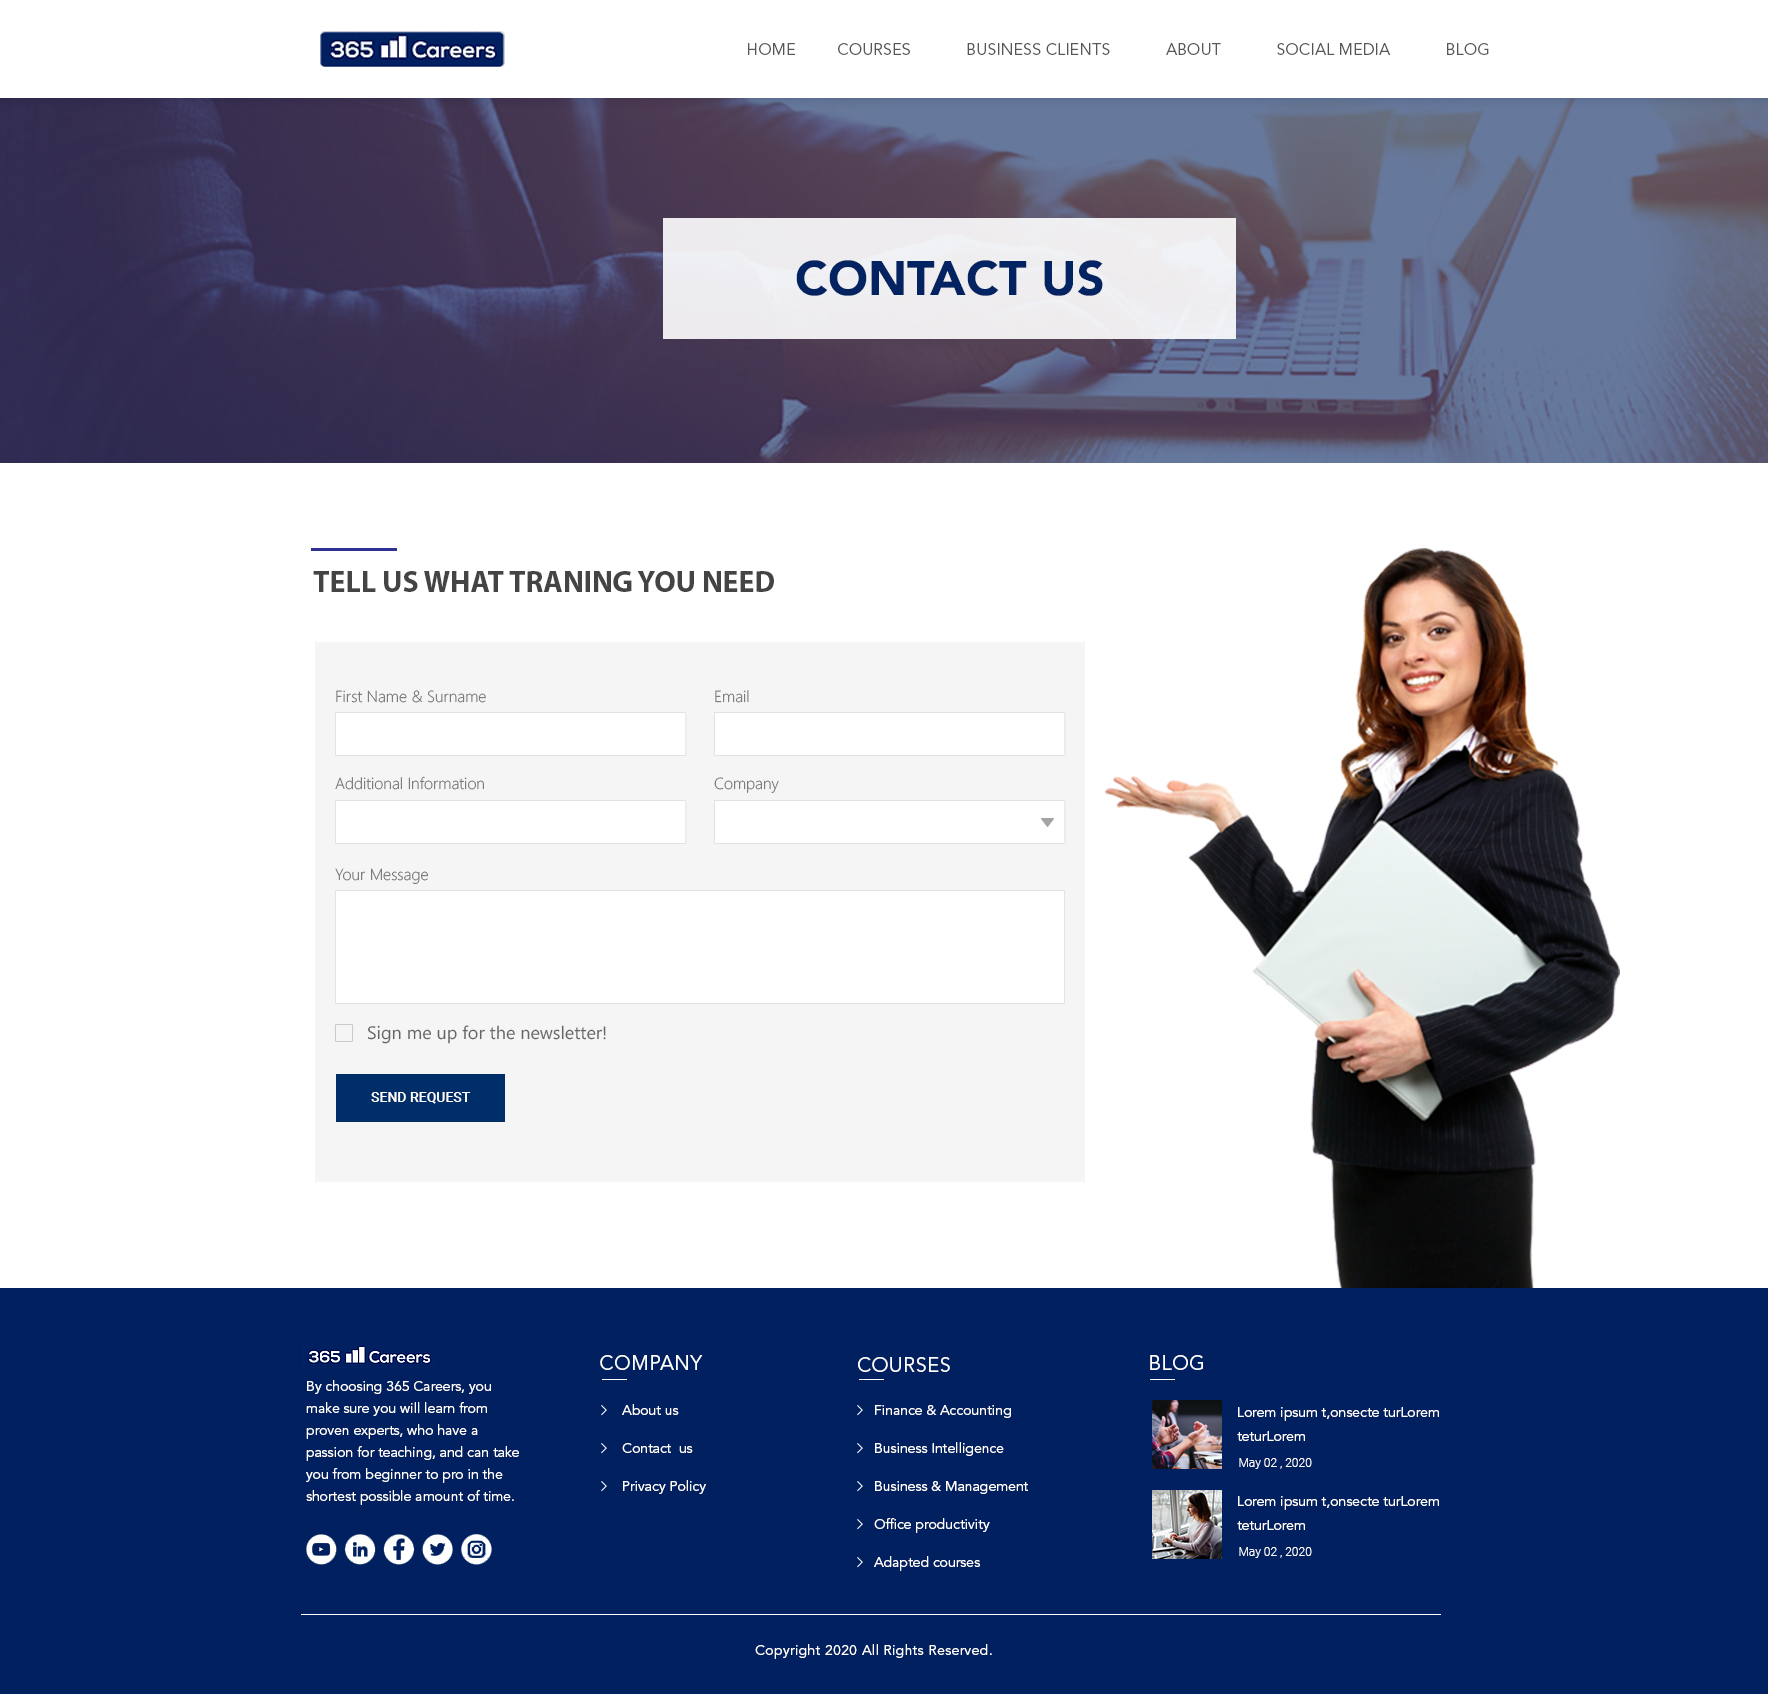 365 Careers
HOME COURSES BUSINESS CLIENTS ABOUT SOCIAL MEDIA BLOG
CONTACT US
TELL US WHAT TRANING YOU NEED
First Name & Surname Email
Additional Information Company
Your Message
Sign me up for the newsletter!
SEND REQUEST
365 Careers
By choosing 365 Careers, you
make sure you will learn from
proven experts, who have a
passion for teaching, and can take
you from beginner to pro in the
shortest possible amount of time.
in
COMPANY
About us
Contact  us
Privacy Policy
COURSES
Finance & Accounting
Business Intelligence
Business & Management
Office productivity
Adapted courses
BLOG
Lorem ipsum t,onsecte turLorem
teturLorem
May 02 , 2020
Lorem ipsum t,onsecte turLorem
teturLorem
May 02 , 2020
Copyright 2020 All Rights Reserved.